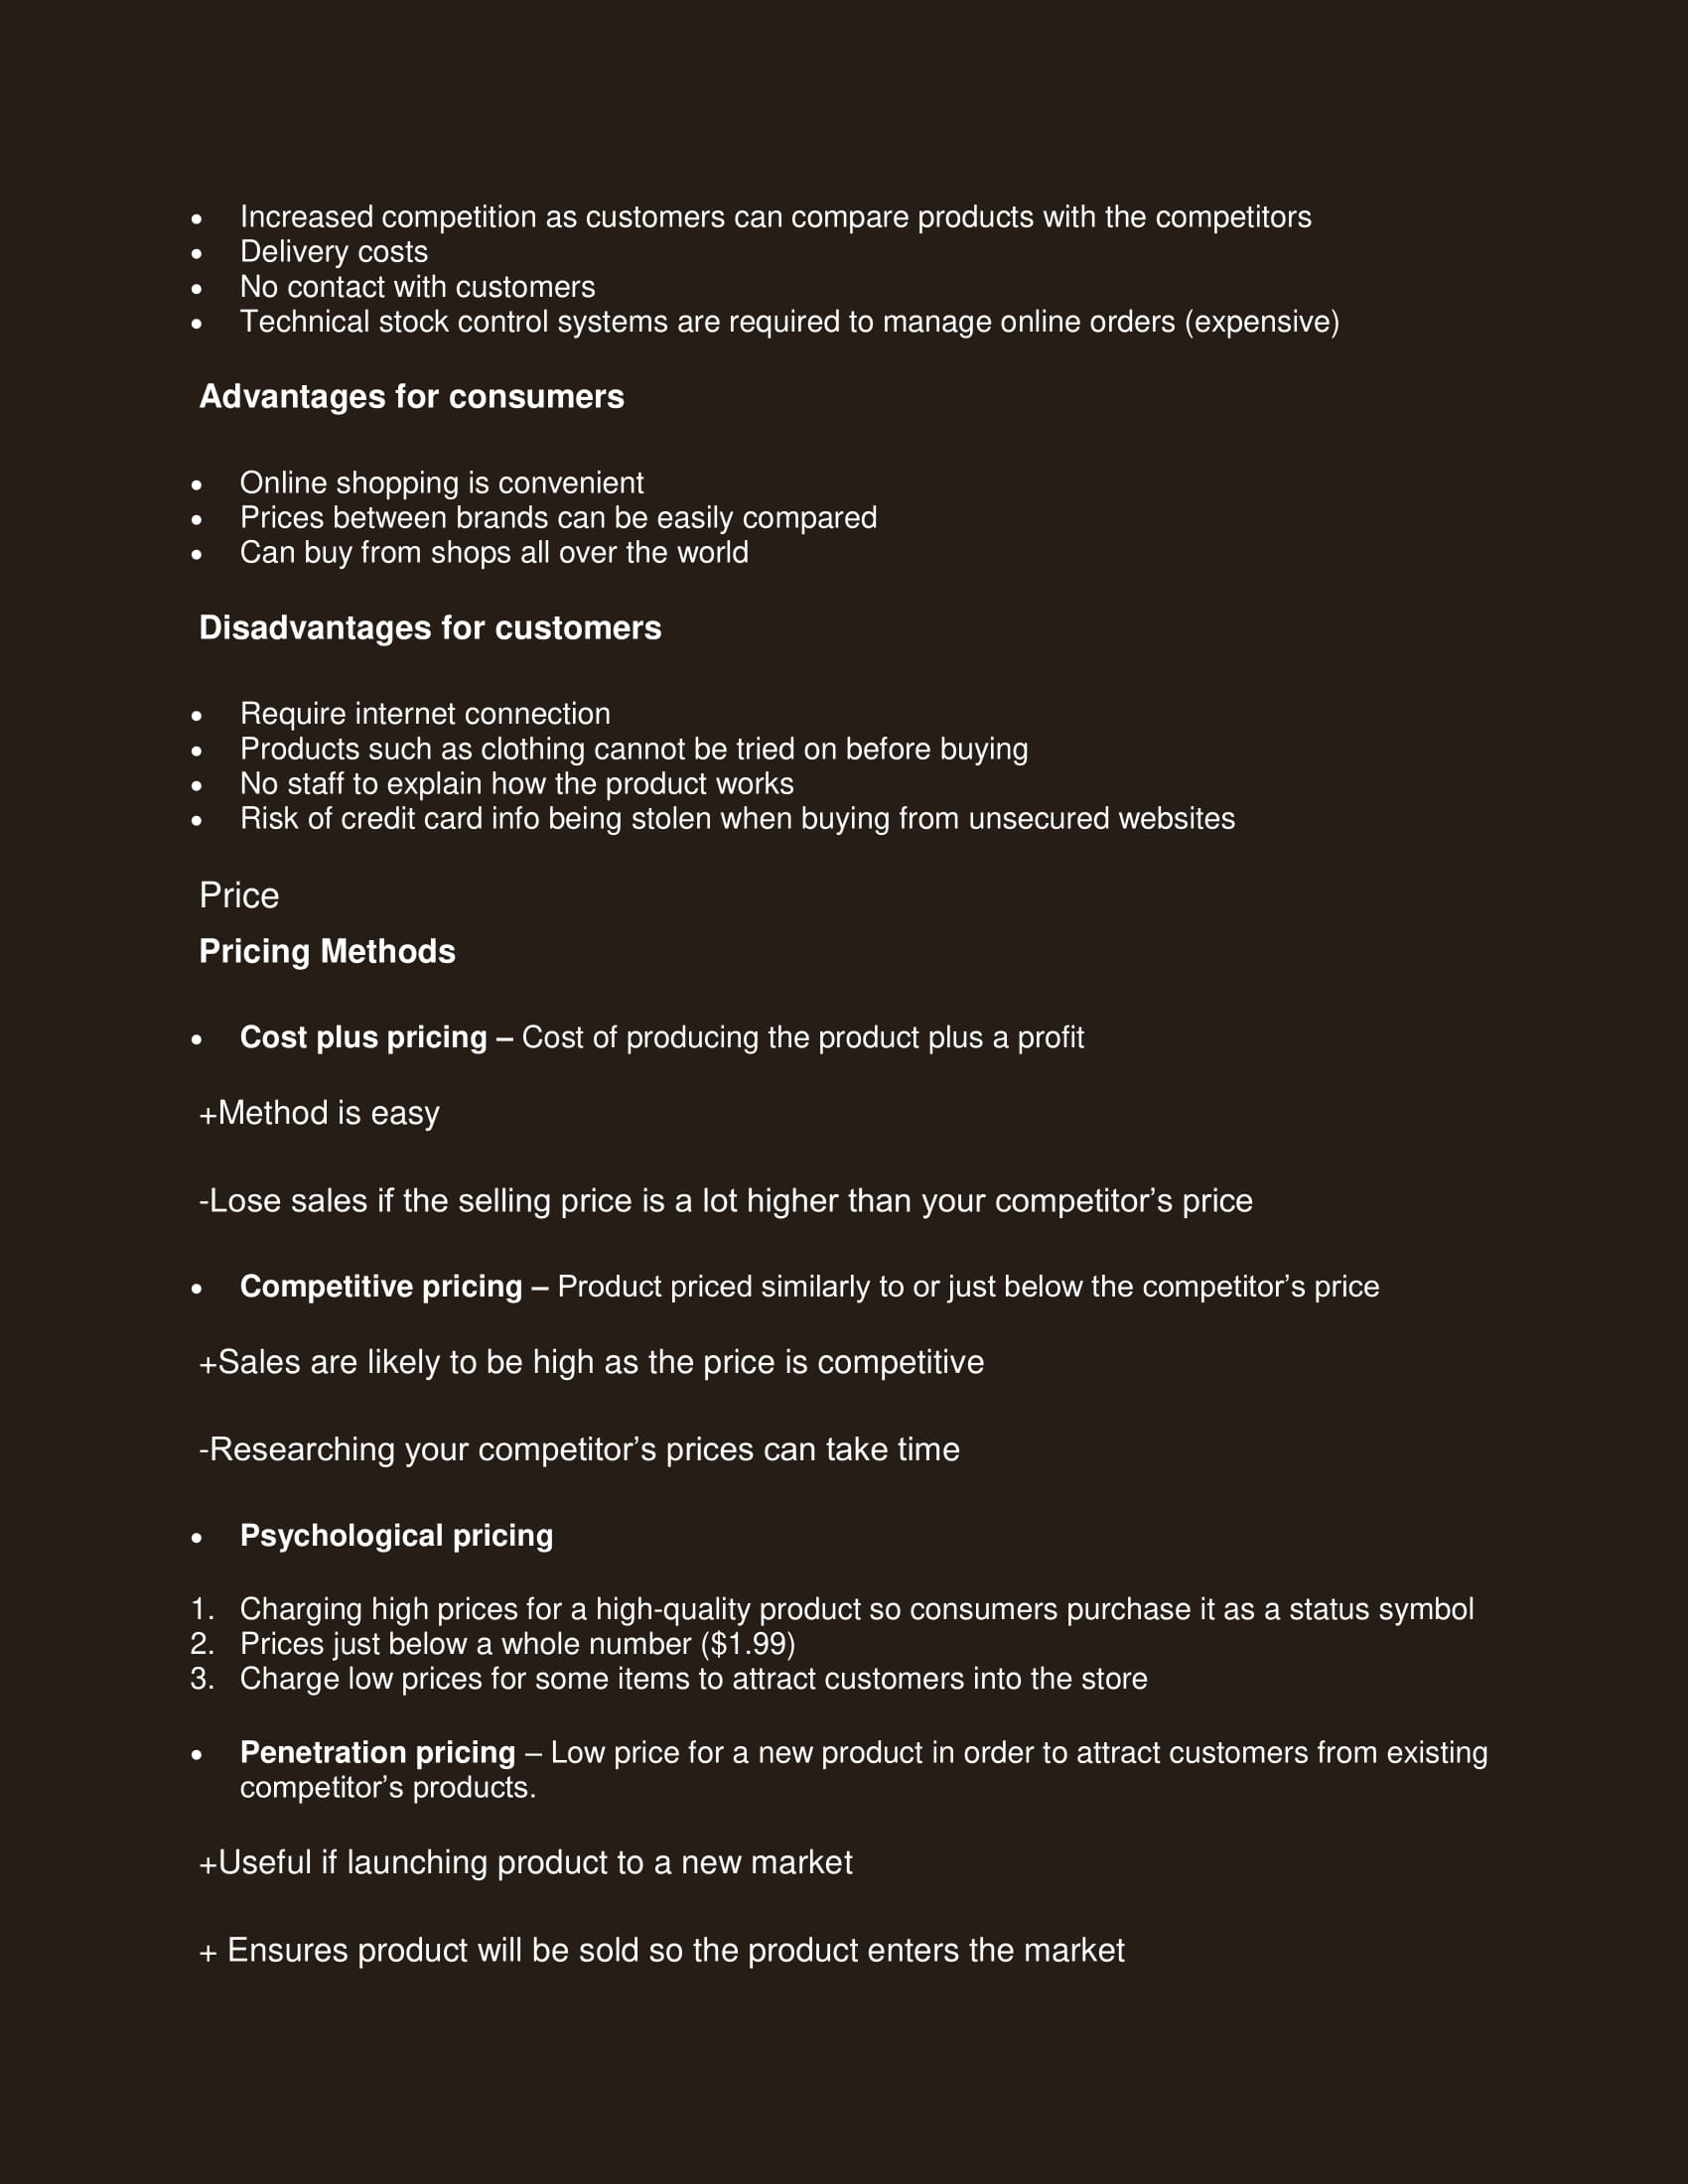 • Increased competition as customers can compare products with the competitors
• Delivery costs
• No contact with customers
• Technical stock control systems are required to manage online orders (expensive)
Advantages for consumers
• Online shopping is convenient
• Prices between brands can be easily compared
• Can buy from shops all over the world
Disadvantages for customers
• Require internet connection
• Products such as clothing cannot be tried on before buying
• No staff to explain how the product works
• Risk of credit card info being stolen when buying from unsecured websites
Price
Pricing Methods
• Cost plus pricing – Cost of producing the product plus a profit
+Method is easy
-Lose sales if the selling price is a lot higher than your competitor’s price
• Competitive pricing – Product priced similarly to or just below the competitor’s price
+Sales are likely to be high as the price is competitive
-Researching your competitor’s prices can take time
• Psychological pricing
1. Charging high prices for a high-quality product so consumers purchase it as a status symbol
2. Prices just below a whole number ($1.99)
3. Charge low prices for some items to attract customers into the store
• Penetration pricing – Low price for a new product in order to attract customers from existing
competitor’s products.
+Useful if launching product to a new market
+ Ensures product will be sold so the product enters the market